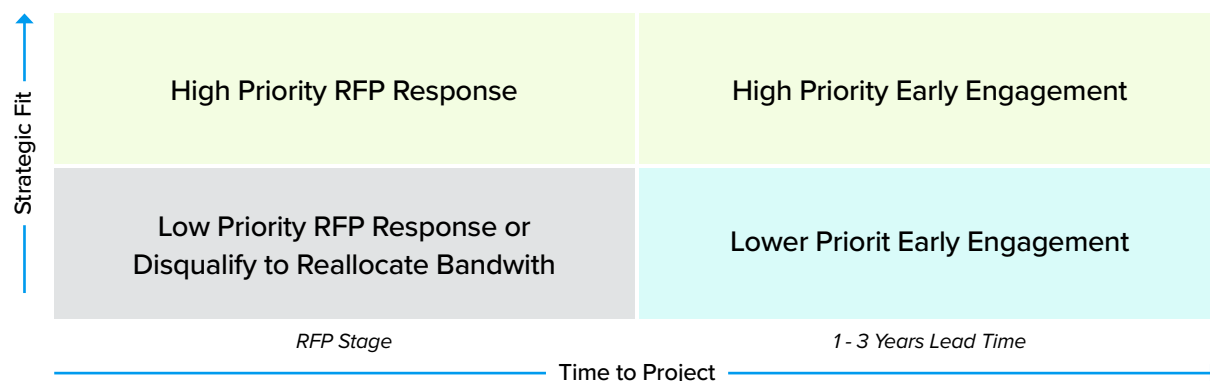 Strategic Fit
High Priority RFP Response
High Priority Early Engagement
Low Priority RFP Response or
Disqualify to Reallocate Bandwith
Lower Priorit Early Engagement
RFP Stage
1 - 3 Years Lead Time
Time to Project